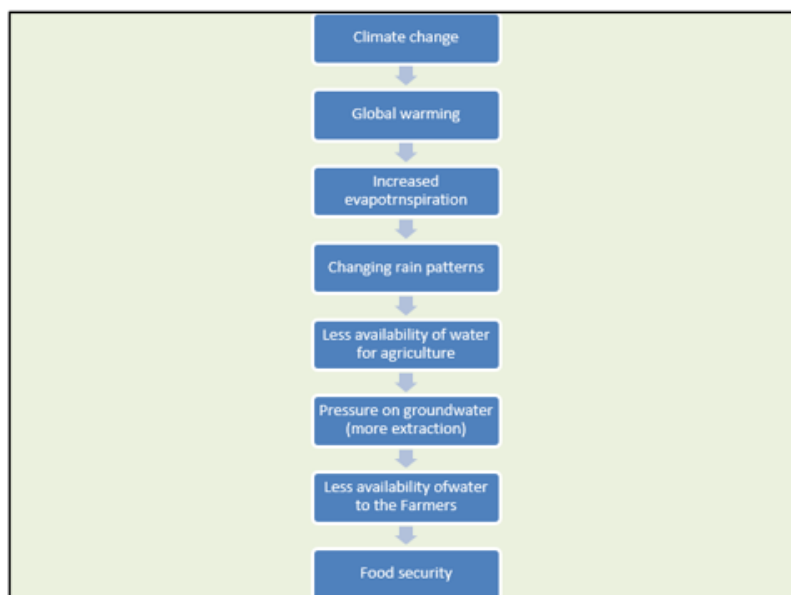 Climate change
Global warming
Increased
evapotrnspiration
Changing rain patterns
Less availability of water
for agriculture
Pressure on groundwater
(more extraction)
Less availability ofwater
to the Farmers
Food security